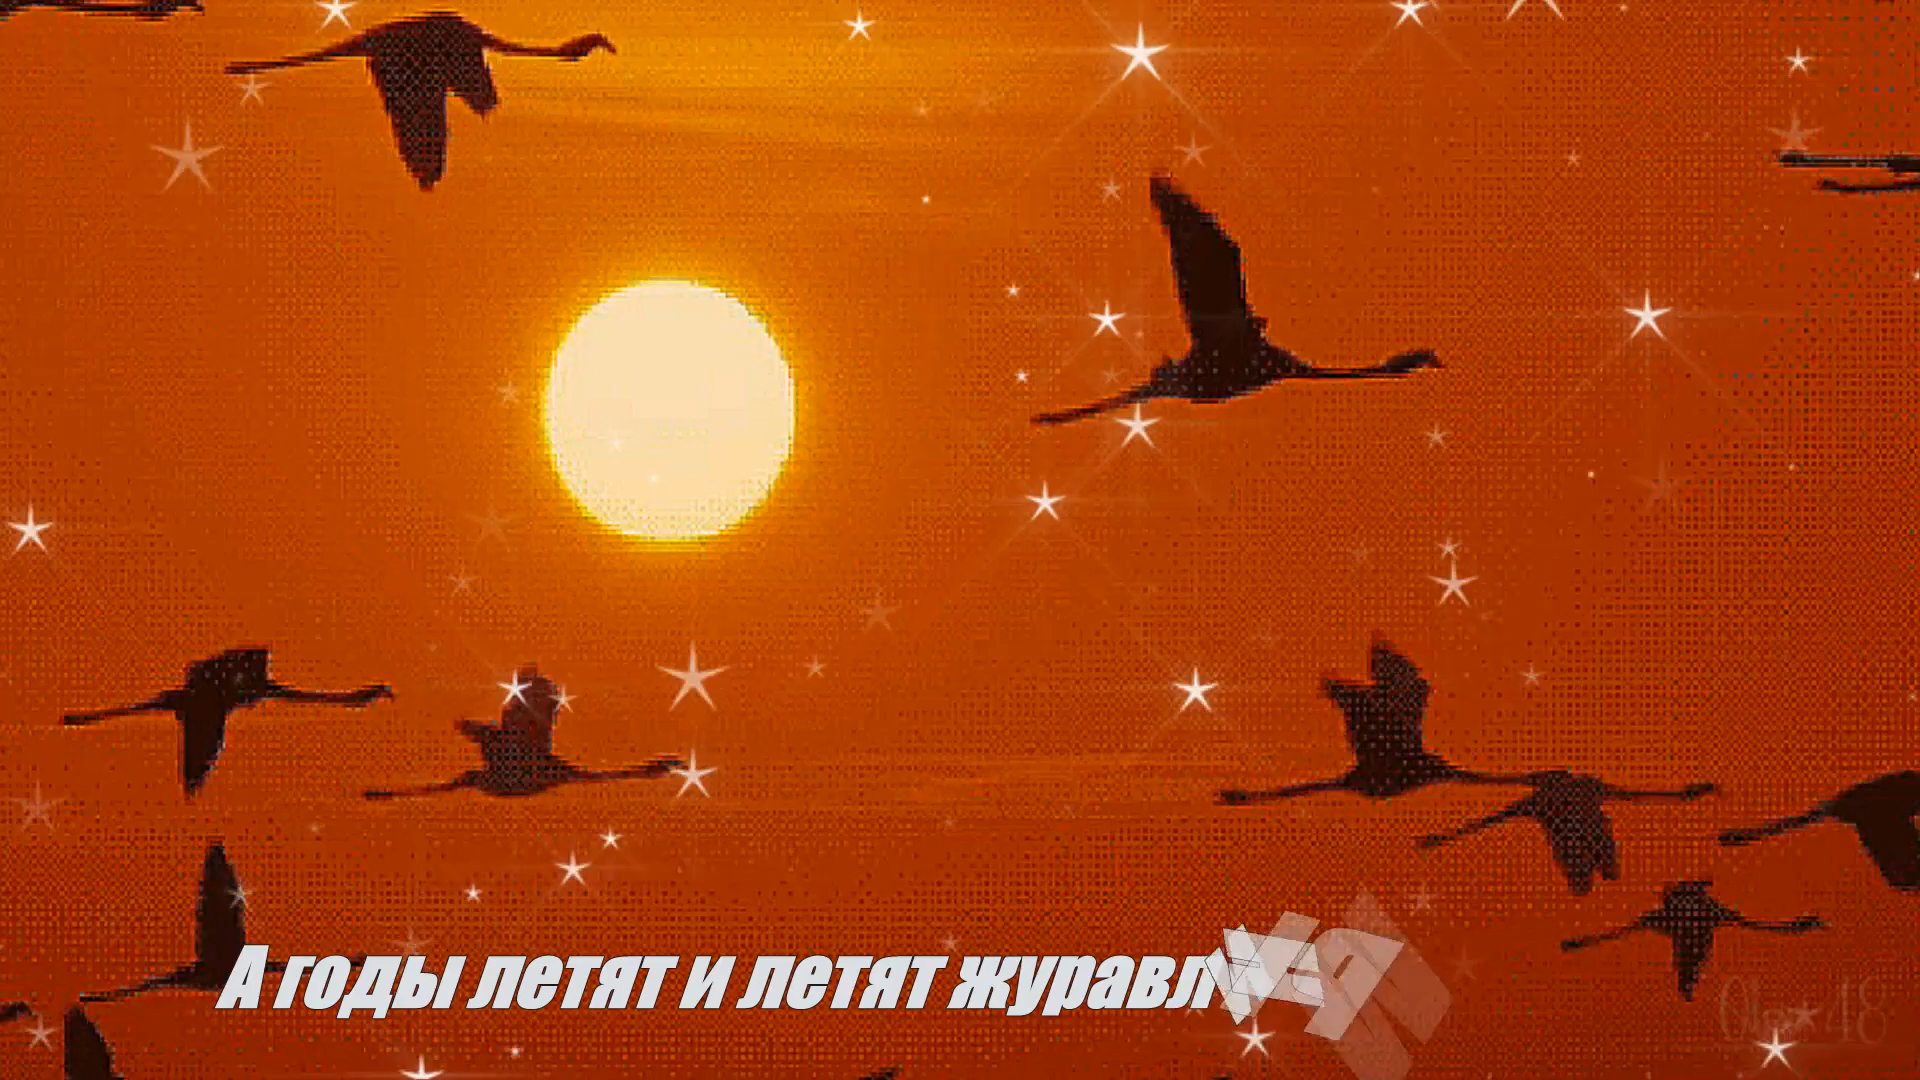 А годы летят и летят журавл